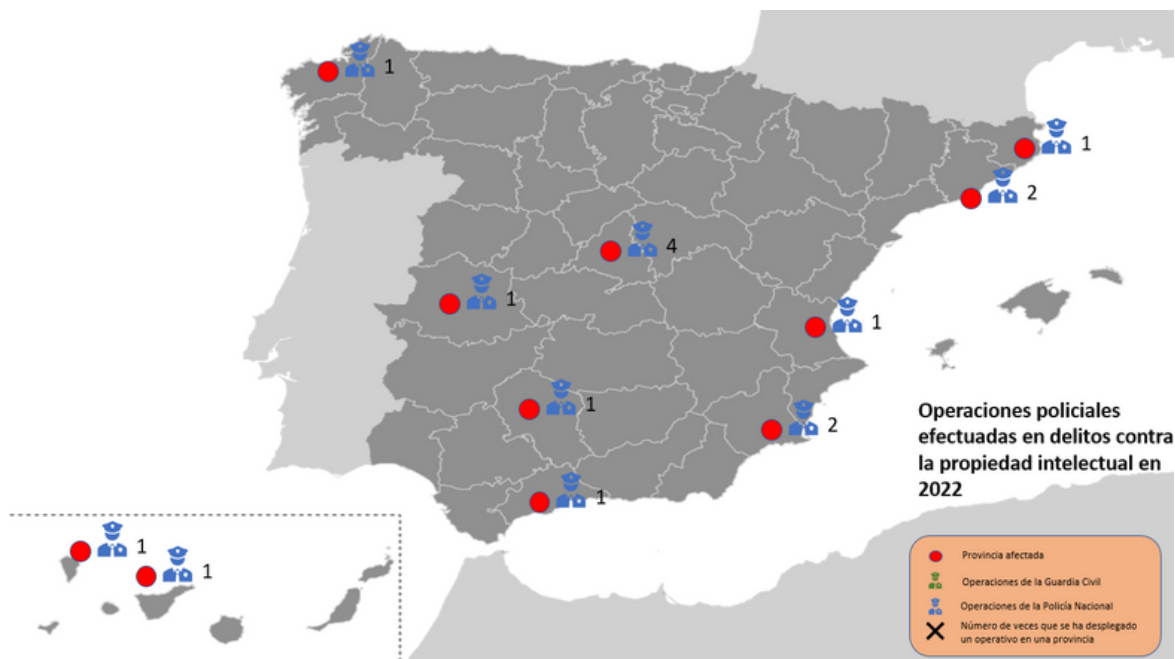 1
1
2
4
1
1
1
2
1
1
1
Operaciones policiales
efectuadas en delitos contra
la propiedad intelectual en
2022
Provincia afectada
Operaciones de la Guardia Civil
Operaciones de la Policía Nacional
Número de veces que se ha desplegado
un operativo en una provincia